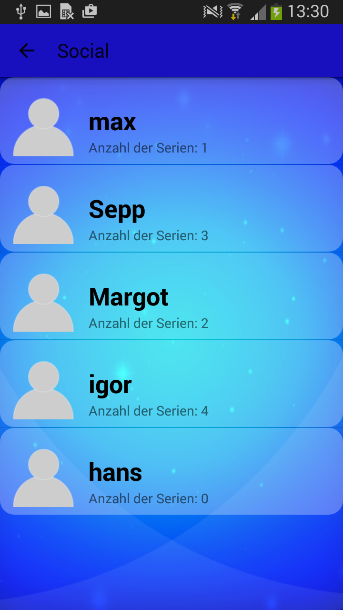 13:30
Social
max
Anzahl der Serien: 1
Sepp
Anzahl der Serien: 3
Margot
Anzahl der Serien: 2
igor
Anzahl der Serien: 4
hans
Anzahl der Serien: 0